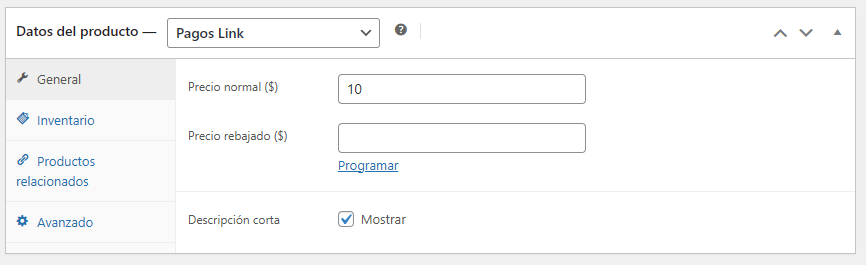 Datos del producto — Pagos Link ?
General
Precio normal ($) 10
Inventario
Precio rebajado ($)
Programar
Productos
relacionados
Avanzado
Descripción corta Mostrar